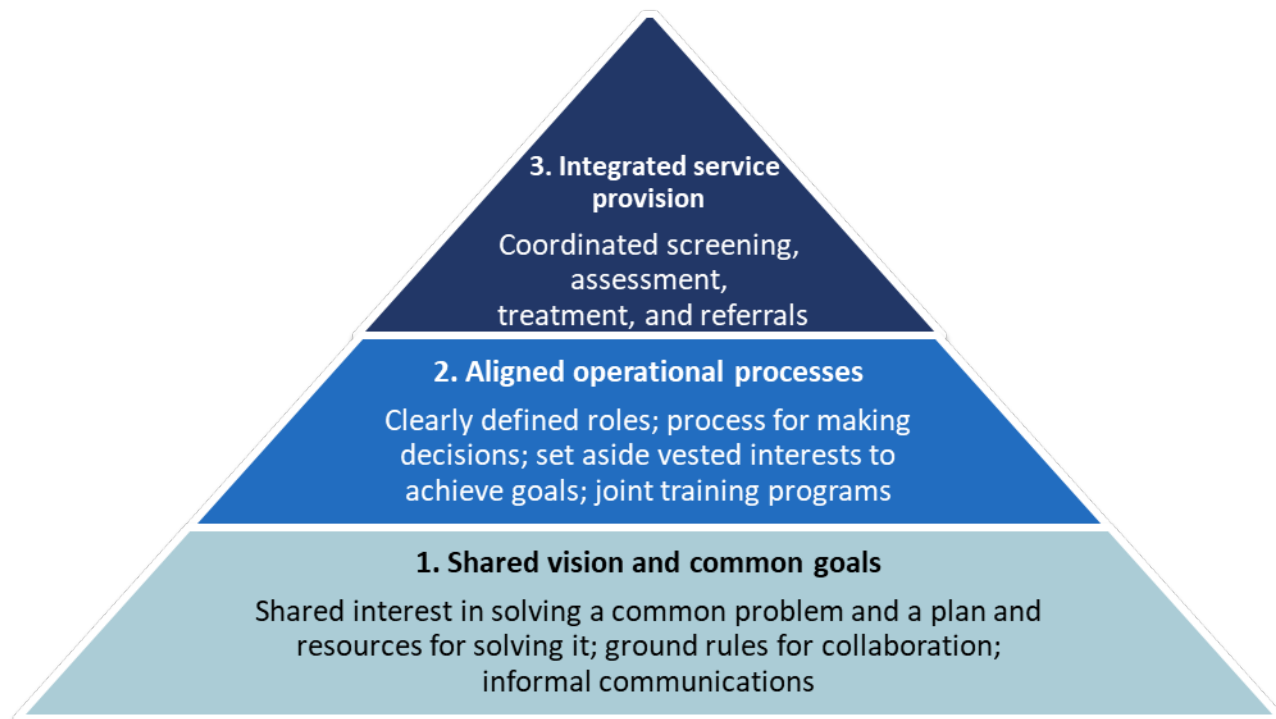 3. Integrated service
provision
Coordinated screening,
assessment,
treatment, and referrals
2. Aligned operational processes
Clearly defined roles; process for making
decisions; set aside vested interests to
achieve goals; joint training programs
1. Shared vision and common goals
Shared interest in solving a common problem and a plan and
resources for solving it; ground rules for collaboration;
informal communications